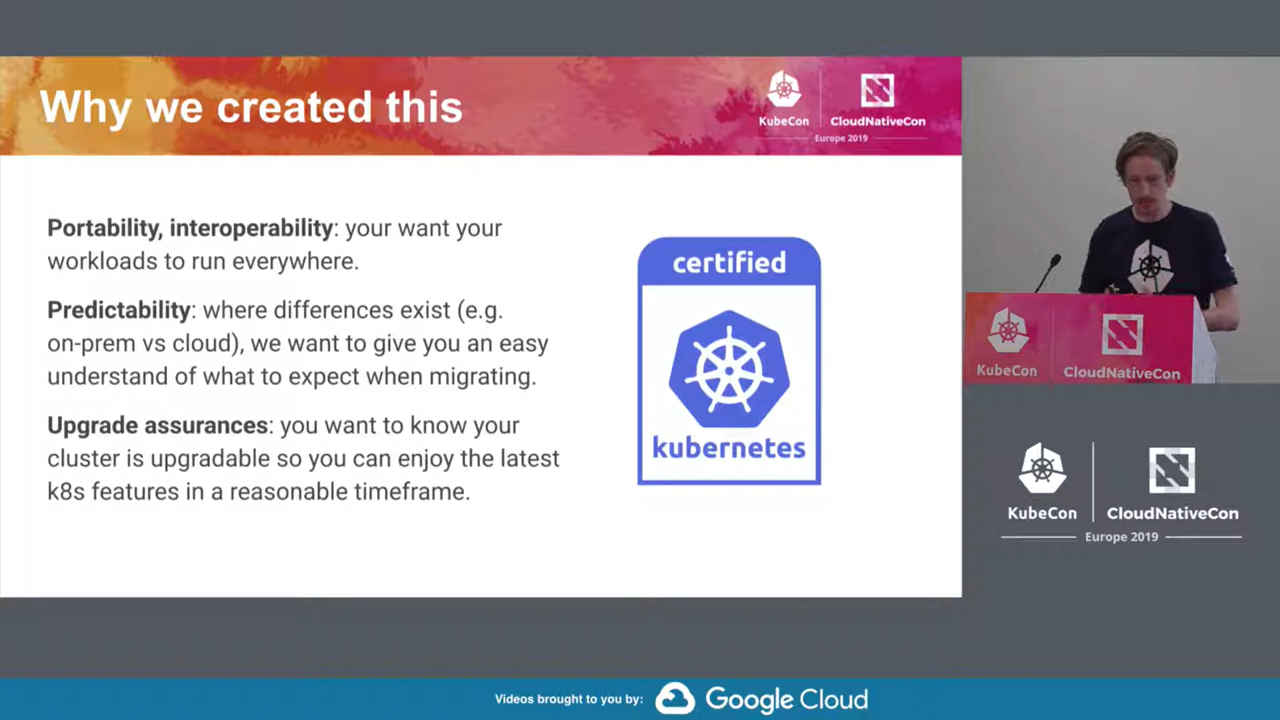 Why we created this
KubeCon
CloudNativeCon
Europe 2019
Portability, interoperability: your want your
workloads to run everywhere.
Predictability: where differences exist (e.g.
on-prem vs cloud), we want to give you an easy
understand of what to expect when migrating.
Upgrade assurances: you want to know your
cluster is upgradable so you can enjoy the latest
k8s features in a reasonable timeframe.
certified
kubernetes
KubeCon
CloudNativeCon
KubeCon
CloudNativeCon
Europe 2019
Videos brought to you by:
Google Cloud